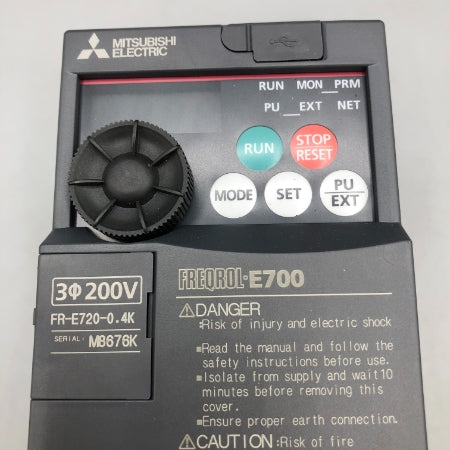 MITSUBISHI
ELECTRIC
RUN MON PRM
PU EXT NET
RUN
STOP
RESET
MODE
SET
PU
EXT
3Φ200V
FR-E720-0.4K
SERIAL: M8676K
FREQROL-E700
⚠DANGER
:Risk of injury and electric shock
■Read the manual and follow the
safety instructions before use.
■Isolate from supply and wait10
minutes before removing this
cover.
■Ensure proper earth connection.
⚠CAUTION:Risk of fire